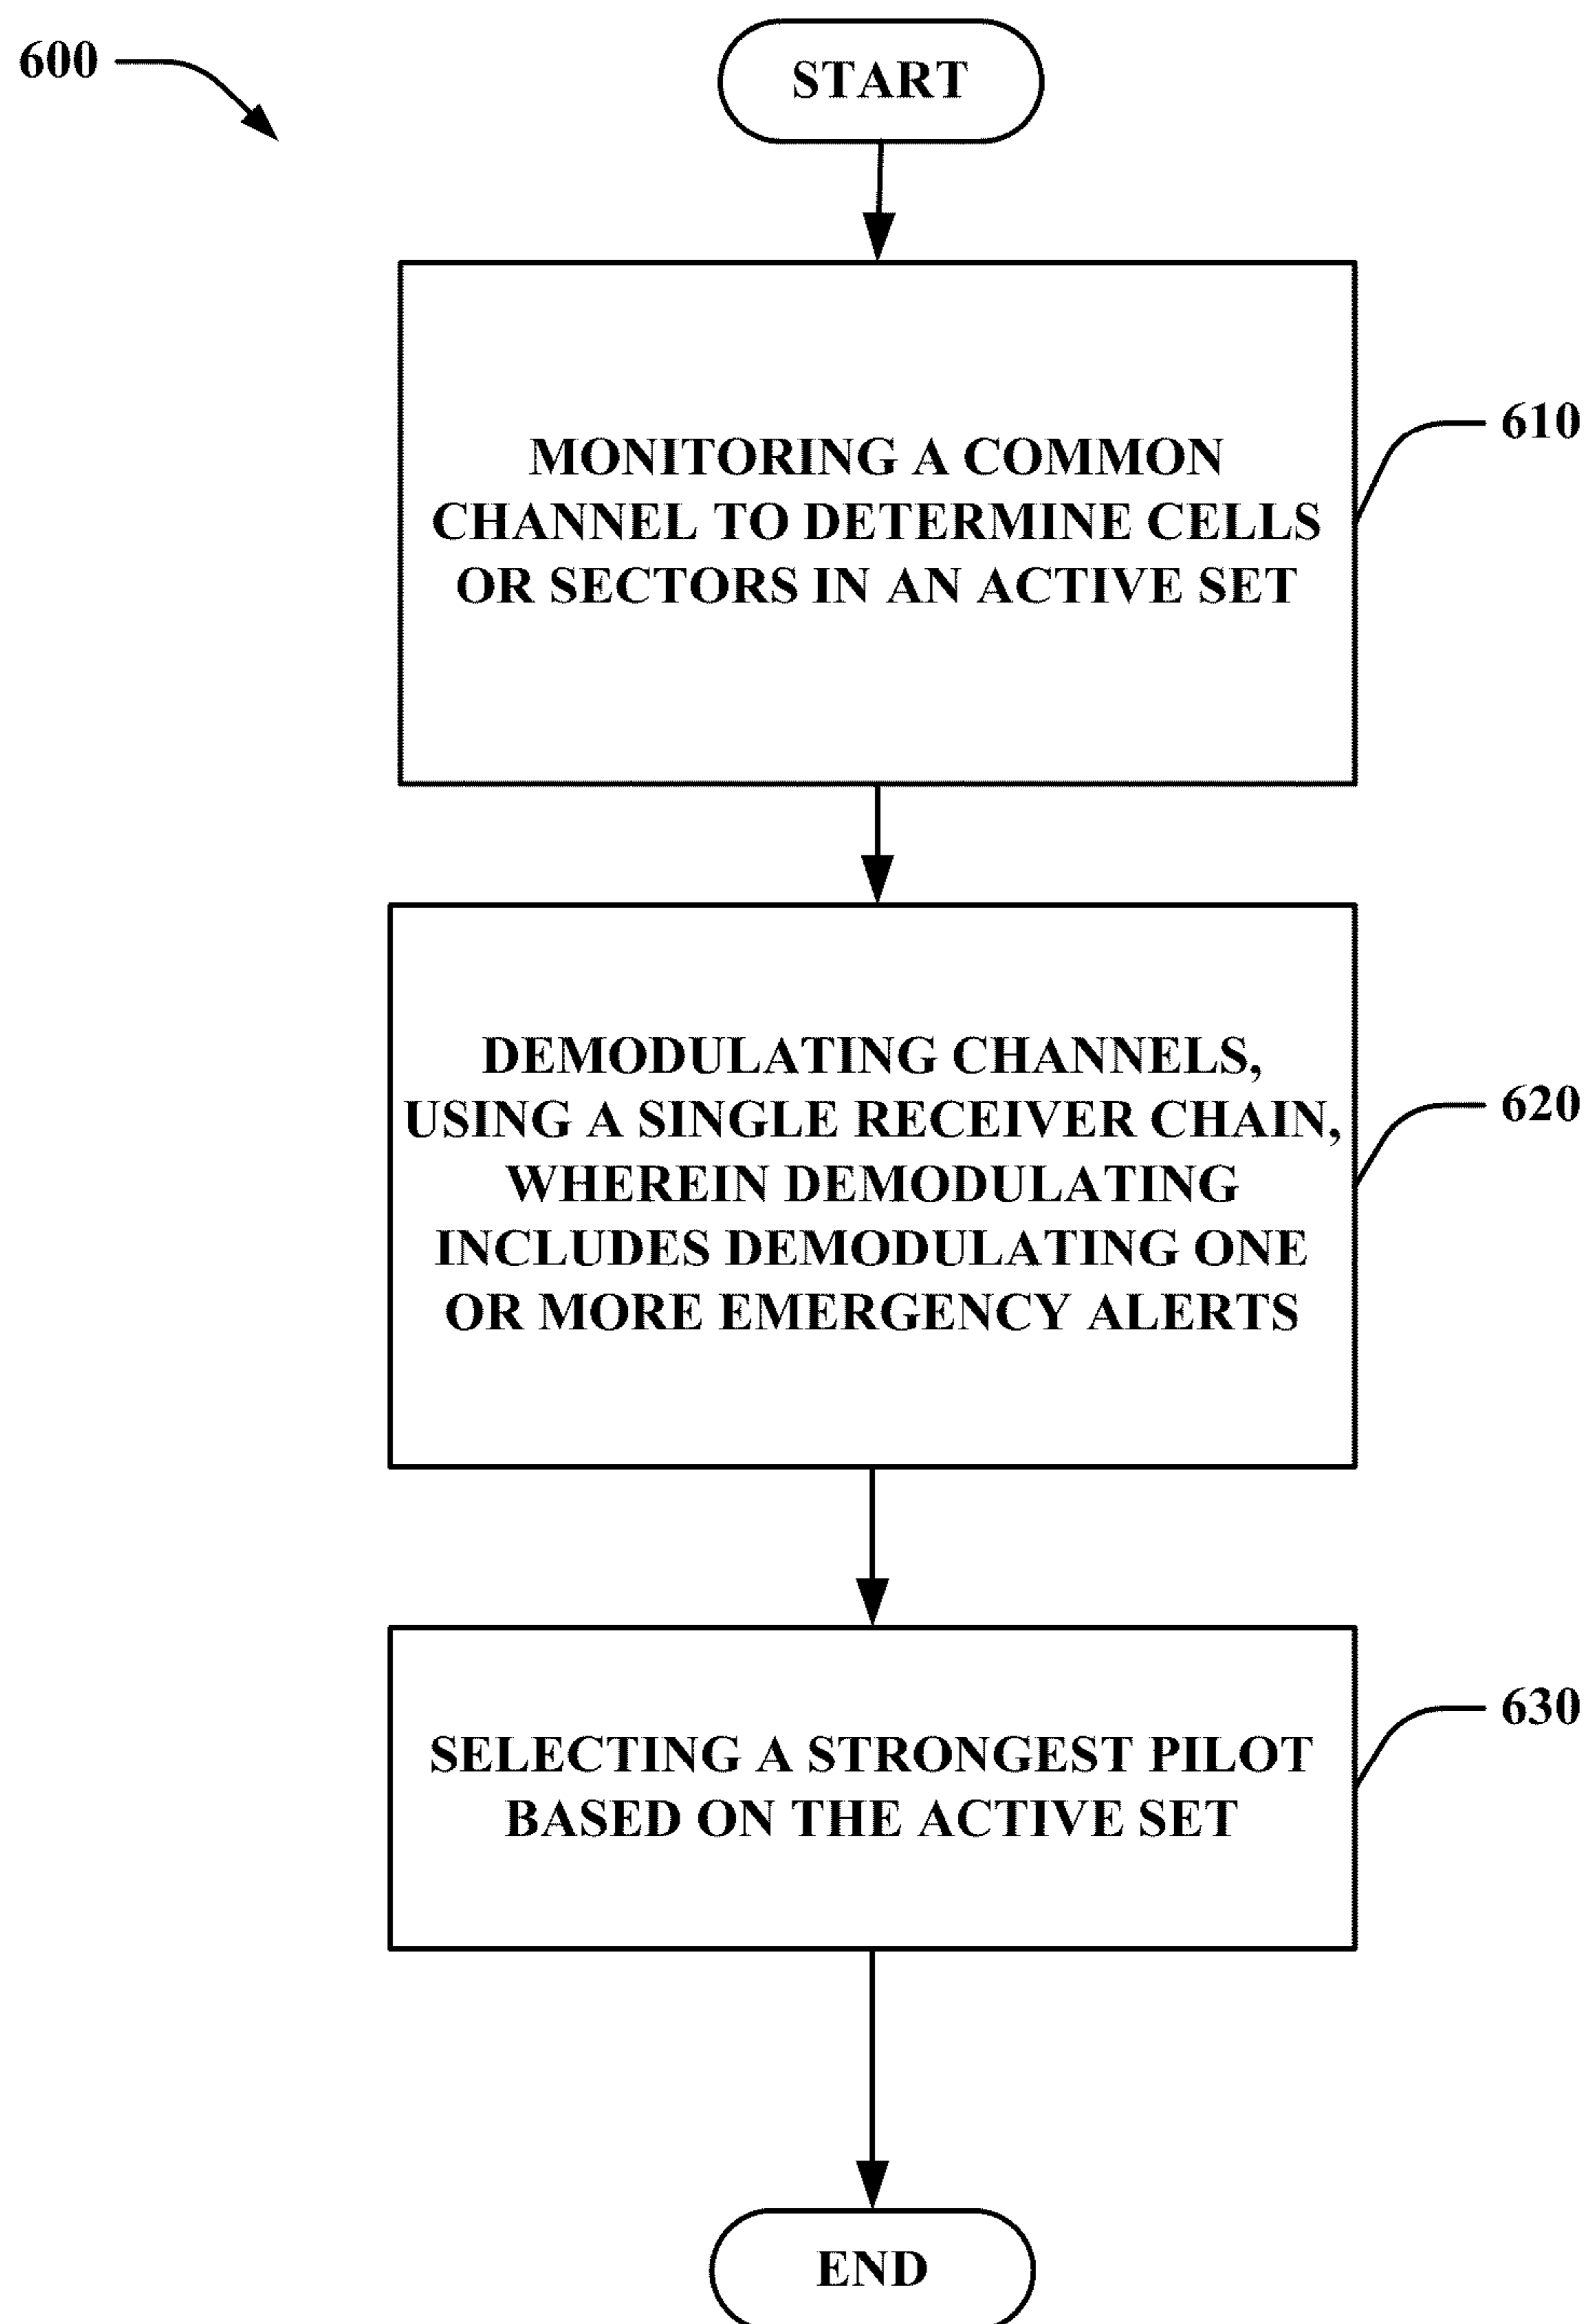 600
START
MONITORING A COMMON
CHANNEL TO DETERMINE CELLS
OR SECTORS IN AN ACTIVE SET
610
DEMODULATING CHANNELS,
USING A SINGLE RECEIVER CHAIN,
WHEREIN DEMODULATING
INCLUDES DEMODULATING ONE
OR MORE EMERGENCY ALERTS
620
SELECTING A STRONGEST PILOT
BASED ON THE ACTIVE SET
630
END